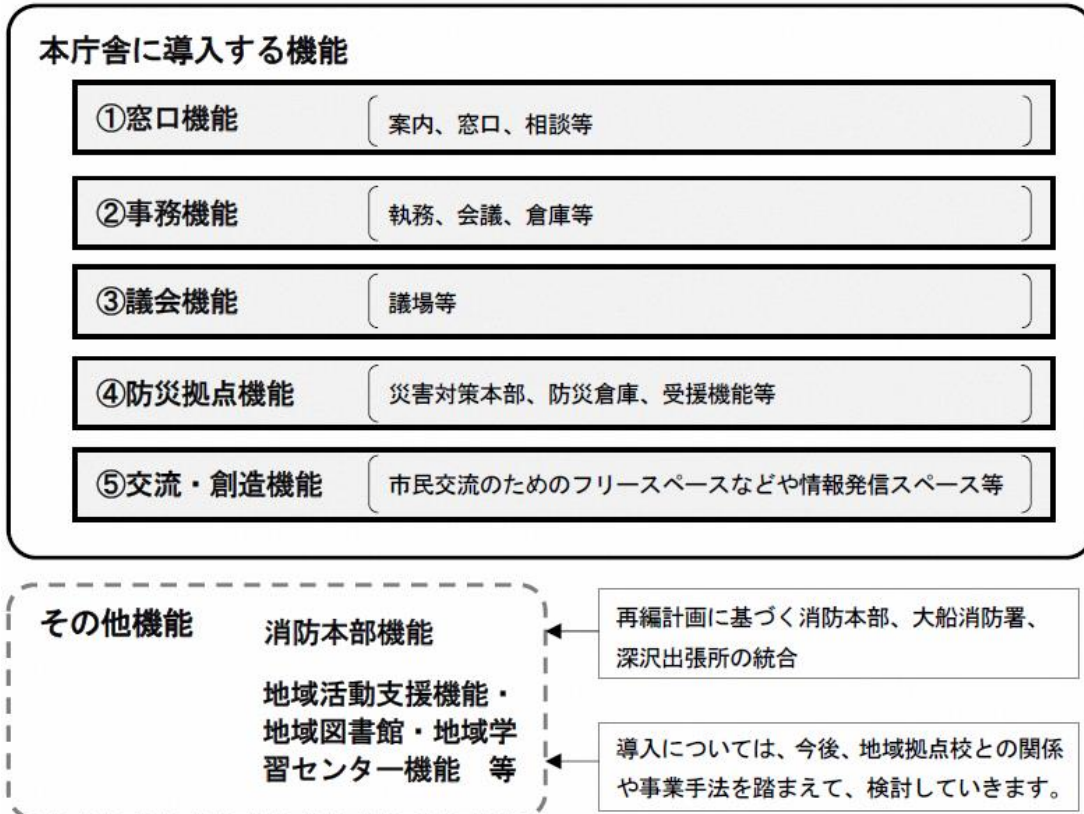 本庁舎に導入する機能
①窓口機能 案内、窓口、相談等
②事務機能 執務、会議、倉庫等
③議会機能 議場等
④防災拠点機能 災害対策本部、防災倉庫、受援機能等
⑤交流・創造機能 市民交流のためのフリースペースなどや情報発信スペース等
その他機能
消防本部機能
再編計画に基づく消防本部、大船消防署、
深沢出張所の統合
地域活動支援機能・
地域図書館・地域学
習センター機能 等
導入については、今後、地域拠点校との関係
や事業手法を踏まえて、検討していきます。